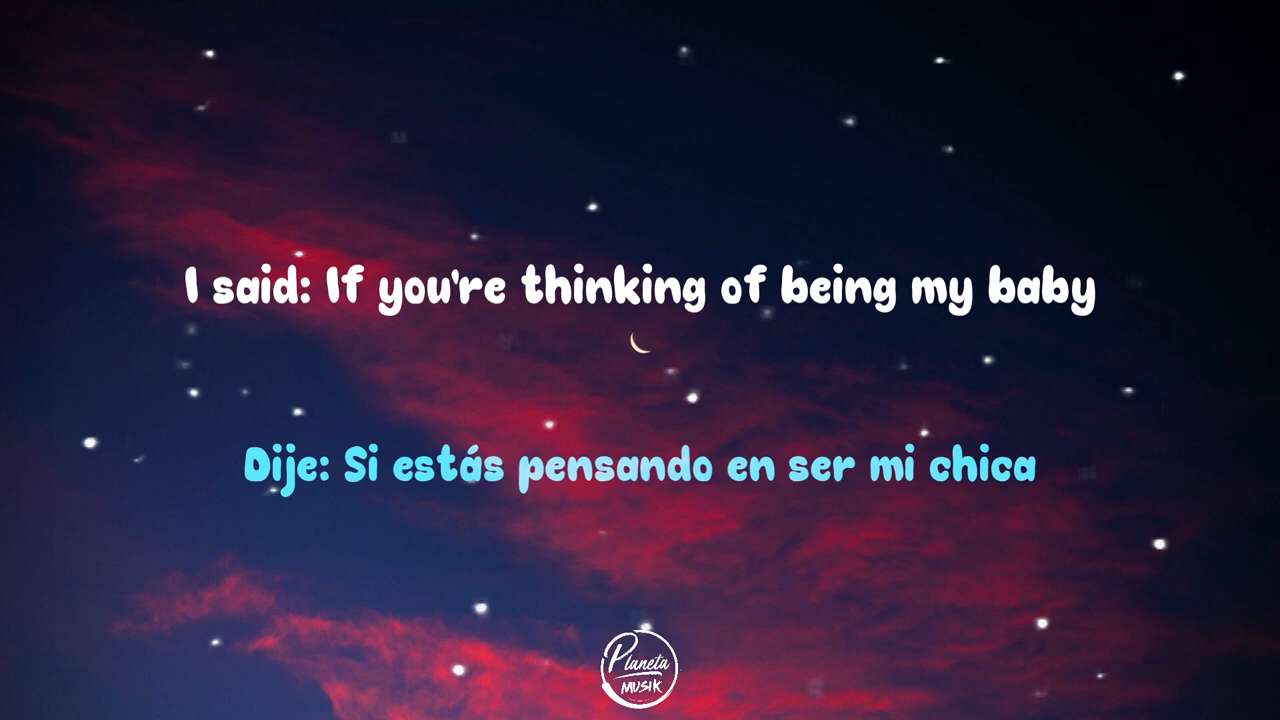 I said: If you're thinking of being my baby
Dije: Si estás pensando en ser mi chica
Planeta
MUSIK